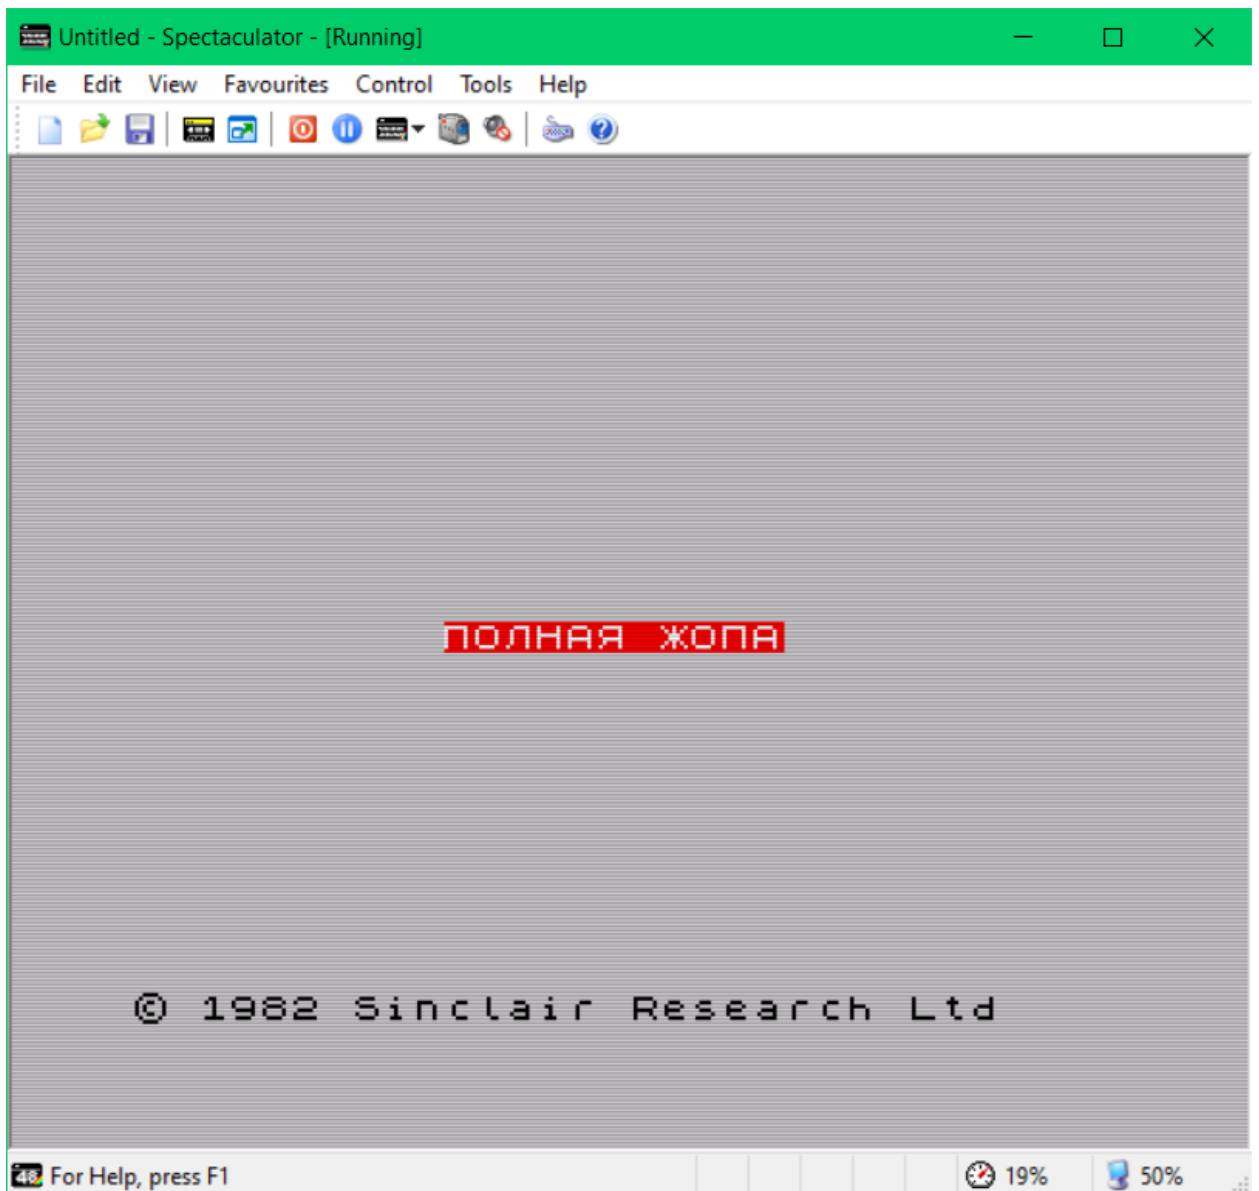 Untitled - Spectaculator - [Running]
File Edit View Favourites Control Tools Help
ПОЛНАЯ ЖОПА
© 1982 Sinclair Research Ltd
48 For Help, press F1 19% 50%